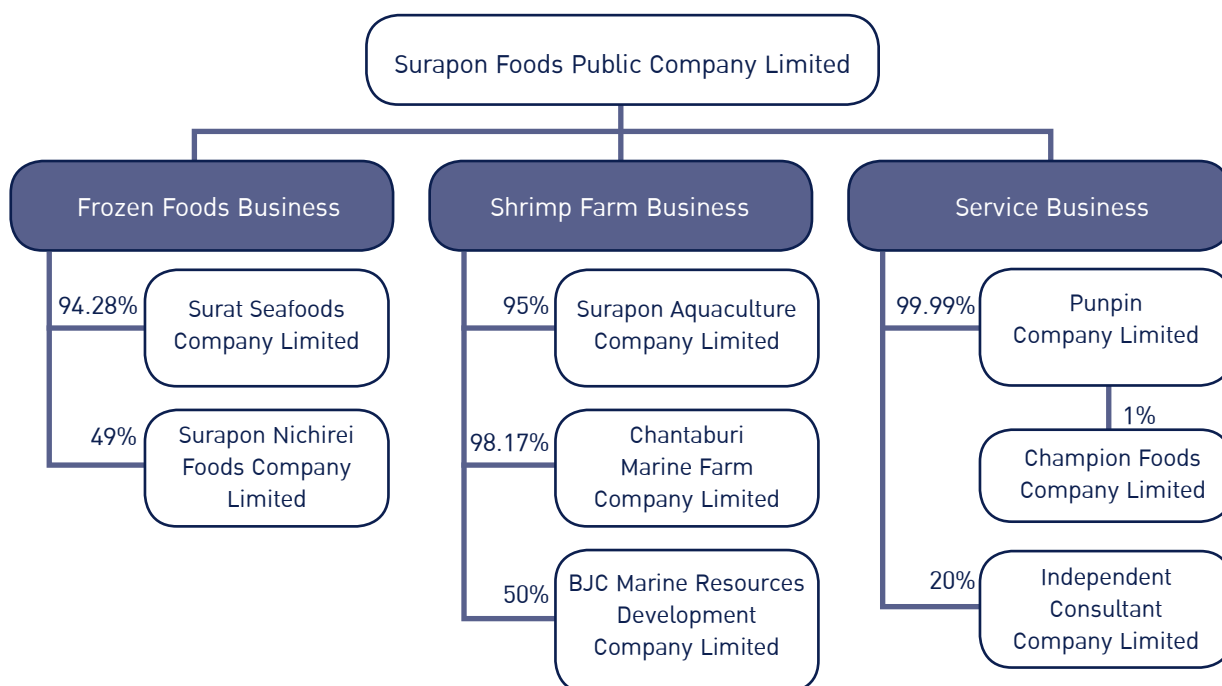 Surapon Foods Public Company Limited
Frozen Foods Business
94.28%
Surat Seafoods
Company Limited
49%
Surapon Nichirei
Foods Company
Limited
Shrimp Farm Business
95%
Surapon Aquaculture
Company Limited
98.17%
Chantaburi
Marine Farm
Company Limited
50%
BJC Marine Resources
Development
Company Limited
Service Business
99.99%
Punpin
Company Limited
1%
Champion Foods
Company Limited
20%
Independent
Consultant
Company Limited